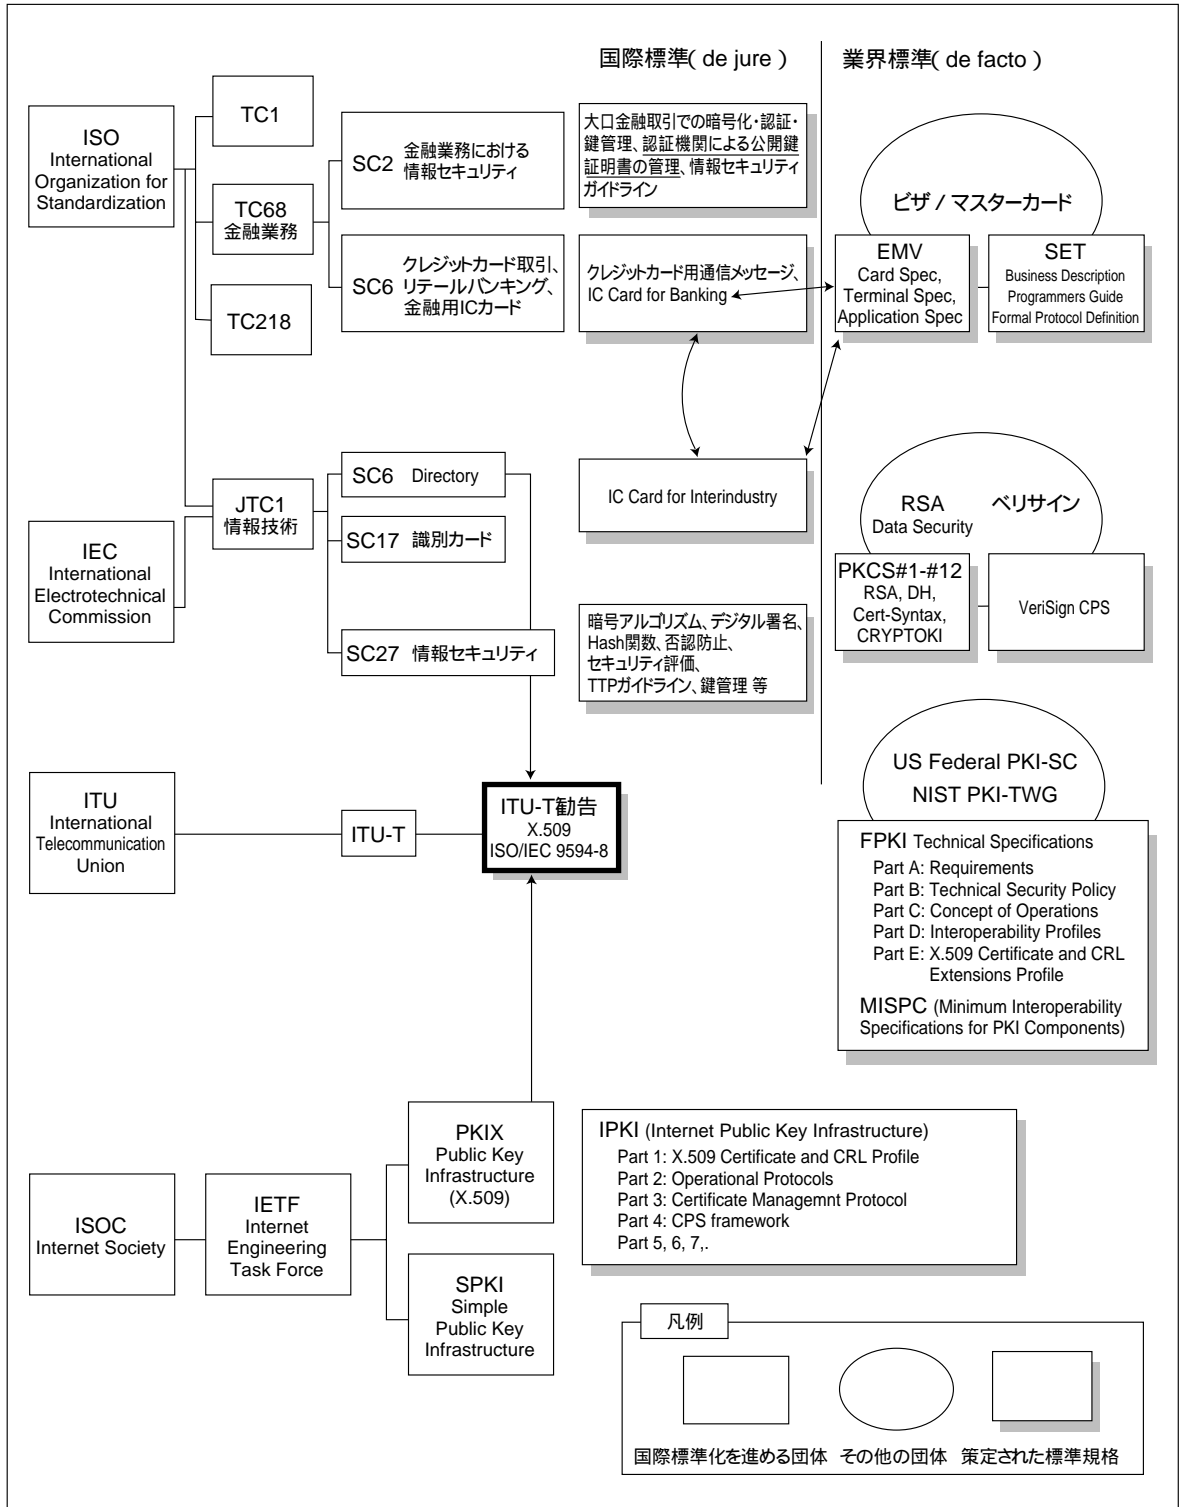 国際標準( de jure )
業界標準( de facto )
ISO
International
Organization for
Standardization
TC1
TC68
金融業務
TC218
SC2 金融業務における
情報セキュリティ
SC6 クレジットカード取引、
リテールバンキング、
金融用ICカード
大口金融取引での暗号化・認証・
鍵管理、認証機関による公開鍵
証明書の管理、情報セキュリティ
ガイドライン
クレジットカード用通信メッセージ、
IC Card for Banking
ビザ / マスターカード
EMV
Card Spec,
Terminal Spec,
Application Spec
SET
Business Description
Programmers Guide
Formal Protocol Definition
IEC
International
Electrotechnical
Commission
JTC1
情報技術
SC6 Directory
SC17 識別カード
SC27 情報セキュリティ
IC Card for Interindustry
暗号アルゴリズム、デジタル署名、
Hash関数、否認防止、
セキュリティ評価、
TTPガイドライン、鍵管理 等
RSA
Data Security
ベリサイン
PKCS#1-#12
RSA, DH,
Cert-Syntax,
CRYPTOKI
VeriSign CPS
ITU
International
Telecommunication
Union
ITU-T
ITU-T勧告
X.509
ISO/IEC 9594-8
US Federal PKI-SC
NIST PKI-TWG
FPKI Technical Specifications
Part A: Requirements
Part B: Technical Security Policy
Part C: Concept of Operations
Part D: Interoperability Profiles
Part E: X.509 Certificate and CRL
Extensions Profile
MISPC (Minimum Interoperability
Specifications for PKI Components)
ISOC
Internet Society
IETF
Internet
Engineering
Task Force
PKIX
Public Key
Infrastructure
(X.509)
SPKI
Simple
Public Key
Infrastructure
IPKI (Internet Public Key Infrastructure)
Part 1: X.509 Certificate and CRL Profile
Part 2: Operational Protocols
Part 3: Certificate Managemnt Protocol
Part 4: CPS framework
Part 5, 6, 7,.
凡例
国際標準化を進める団体
その他の団体
策定された標準規格